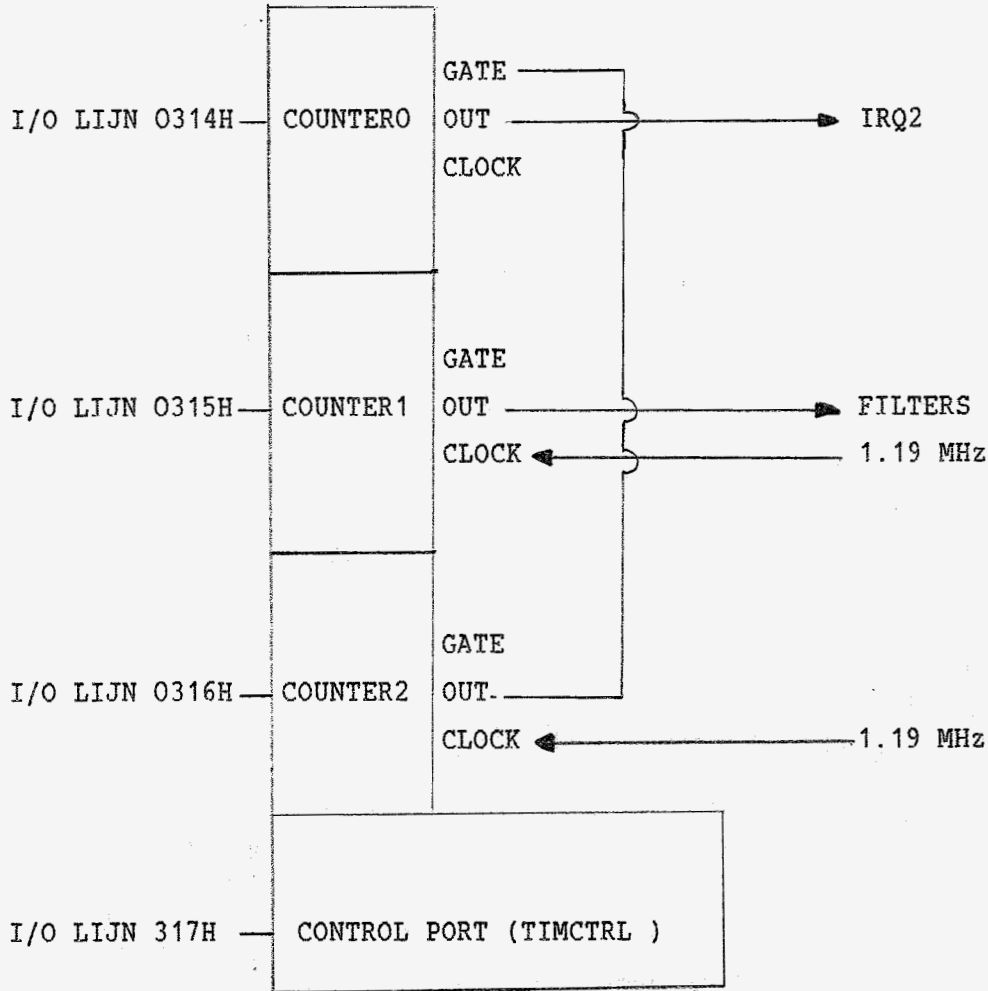 GATE
I/O LIJN 0314H COUNTER0 OUT IRQ2
CLOCK
GATE
I/O LIJN 0315H COUNTER1 OUT FILTERS
CLOCK 1.19 MHz
GATE
I/O LIJN 0316H COUNTER2 OUT
CLOCK 1.19 MHz
I/O LIJN 317H CONTROL PORT (TIMCTRL )